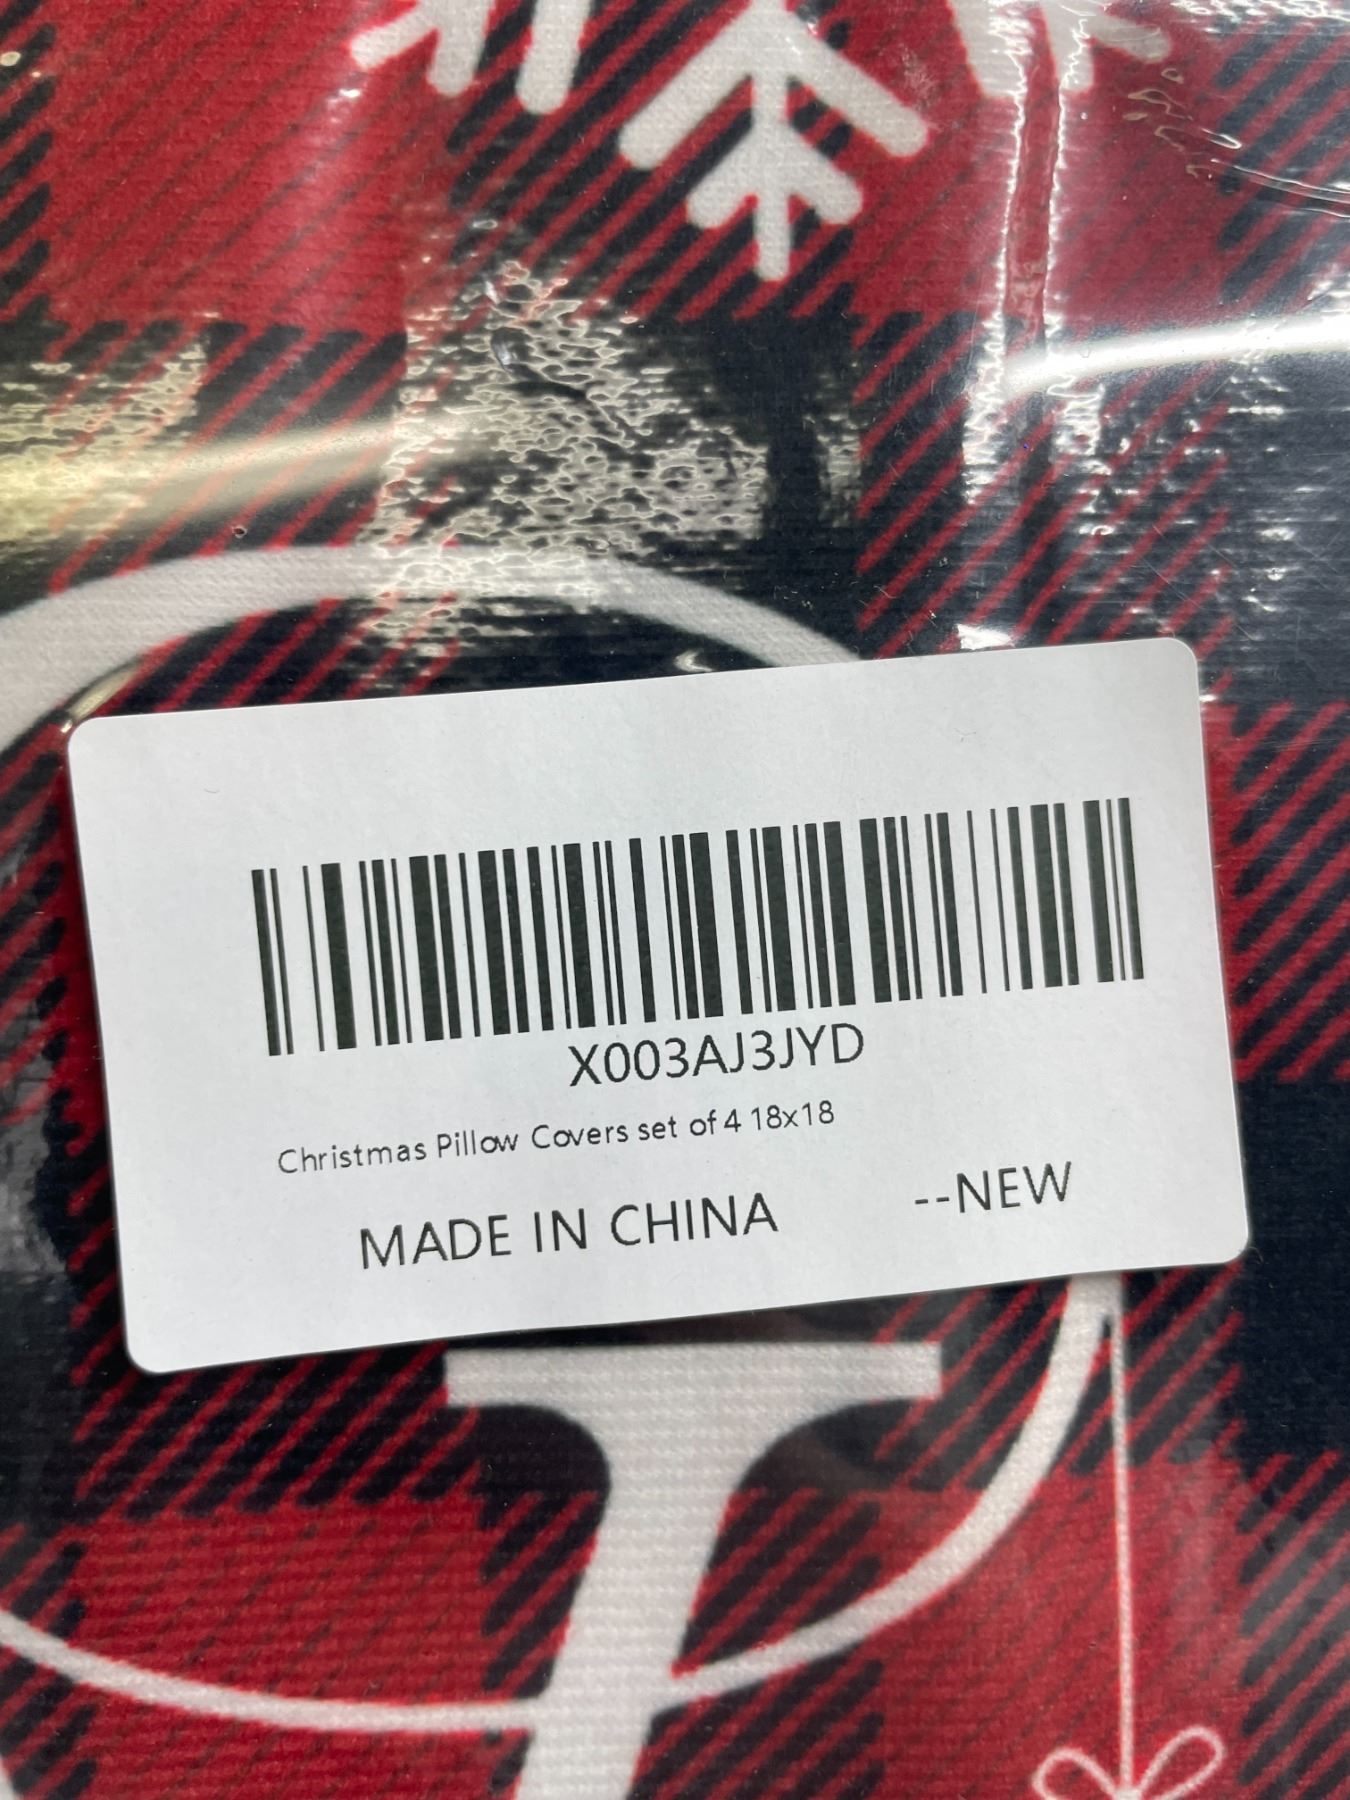 X003AJ3JYD
Christmas Pillow Covers set of 4 18x18
MADE IN CHINA --NEW